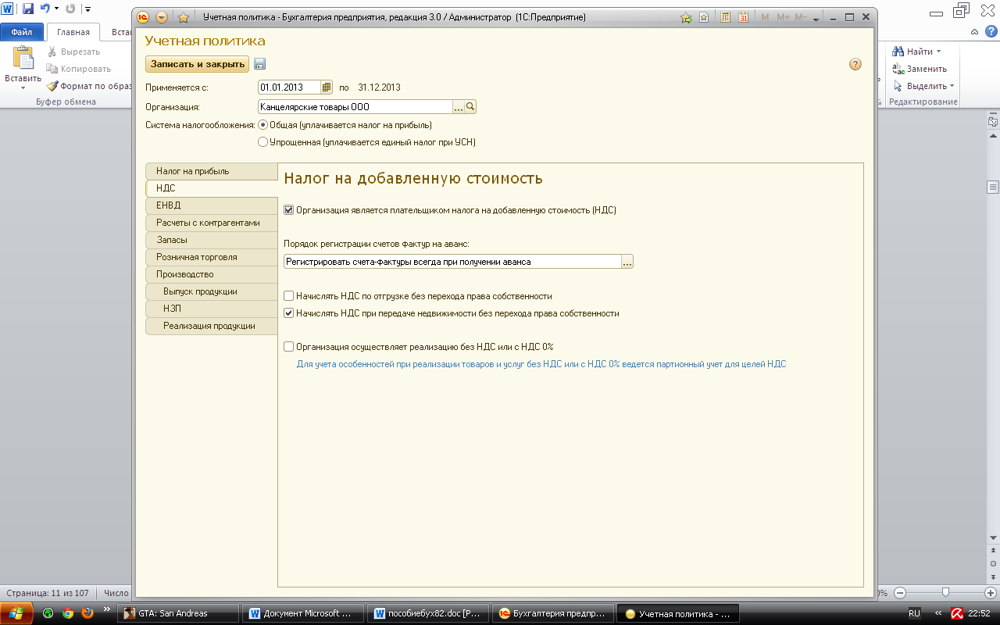 Учетная политика - Бухгалтерия предприятия, редакция 3.0 / Администратор (1С:Предприятие)
M M+ M-
Файл Главная
Вста
Вырезать
Копировать
Формат по образ
Вставить
Буфер обмена
Найти
Заменить
Выделить
Редактирование
Учетная политика
Записать и закрыть
Применяется с: 01.01.2013 по 31.12.2013
Организация: Канцелярские товары ООО
Система налогообложения: Общая (уплачивается налог на прибыль)
Упрощенная (уплачивается единый налог при УСН)
Налог на прибыль
НДС
ЕНВД
Расчеты с контрагентами
Запасы
Розничная торговля
Производство
Выпуск продукции
НЗП
Реализация продукции
Налог на добавленную стоимость
Организация является плательщиком налога на добавленную стоимость (НДС)
Порядок регистрации счетов фактур на аванс:
Регистрировать счета-фактуры всегда при получении аванса
Начислять НДС по отгрузке без перехода права собственности
Начислять НДС при передаче недвижимости без перехода права собственности
Организация осуществляет реализацию без НДС или с НДС 0%
Для учета особенностей при реализации товаров и услуг без НДС или с НДС 0% ведется партионный учет для целей НДС
Страница: 11 из 107 Число
0%
GTA: San Andreas
Документ Microsoft ...
пособиебух82.doc [Р...
Бухгалтерия предпр...
Учетная политика - ...
RU
22:52